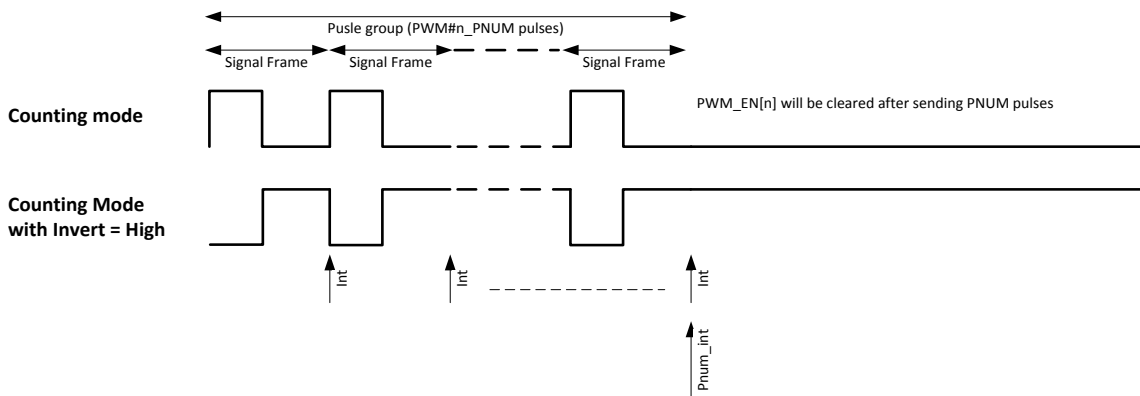 Pusle group (PWM#n_PNUM pulses)
Signal Frame
Signal Frame
Signal Frame
Counting mode
PWM_EN[n] will be cleared after sending PNUM pulses
Counting Mode
with Invert = High
Int
Int
Int
Pnum_int